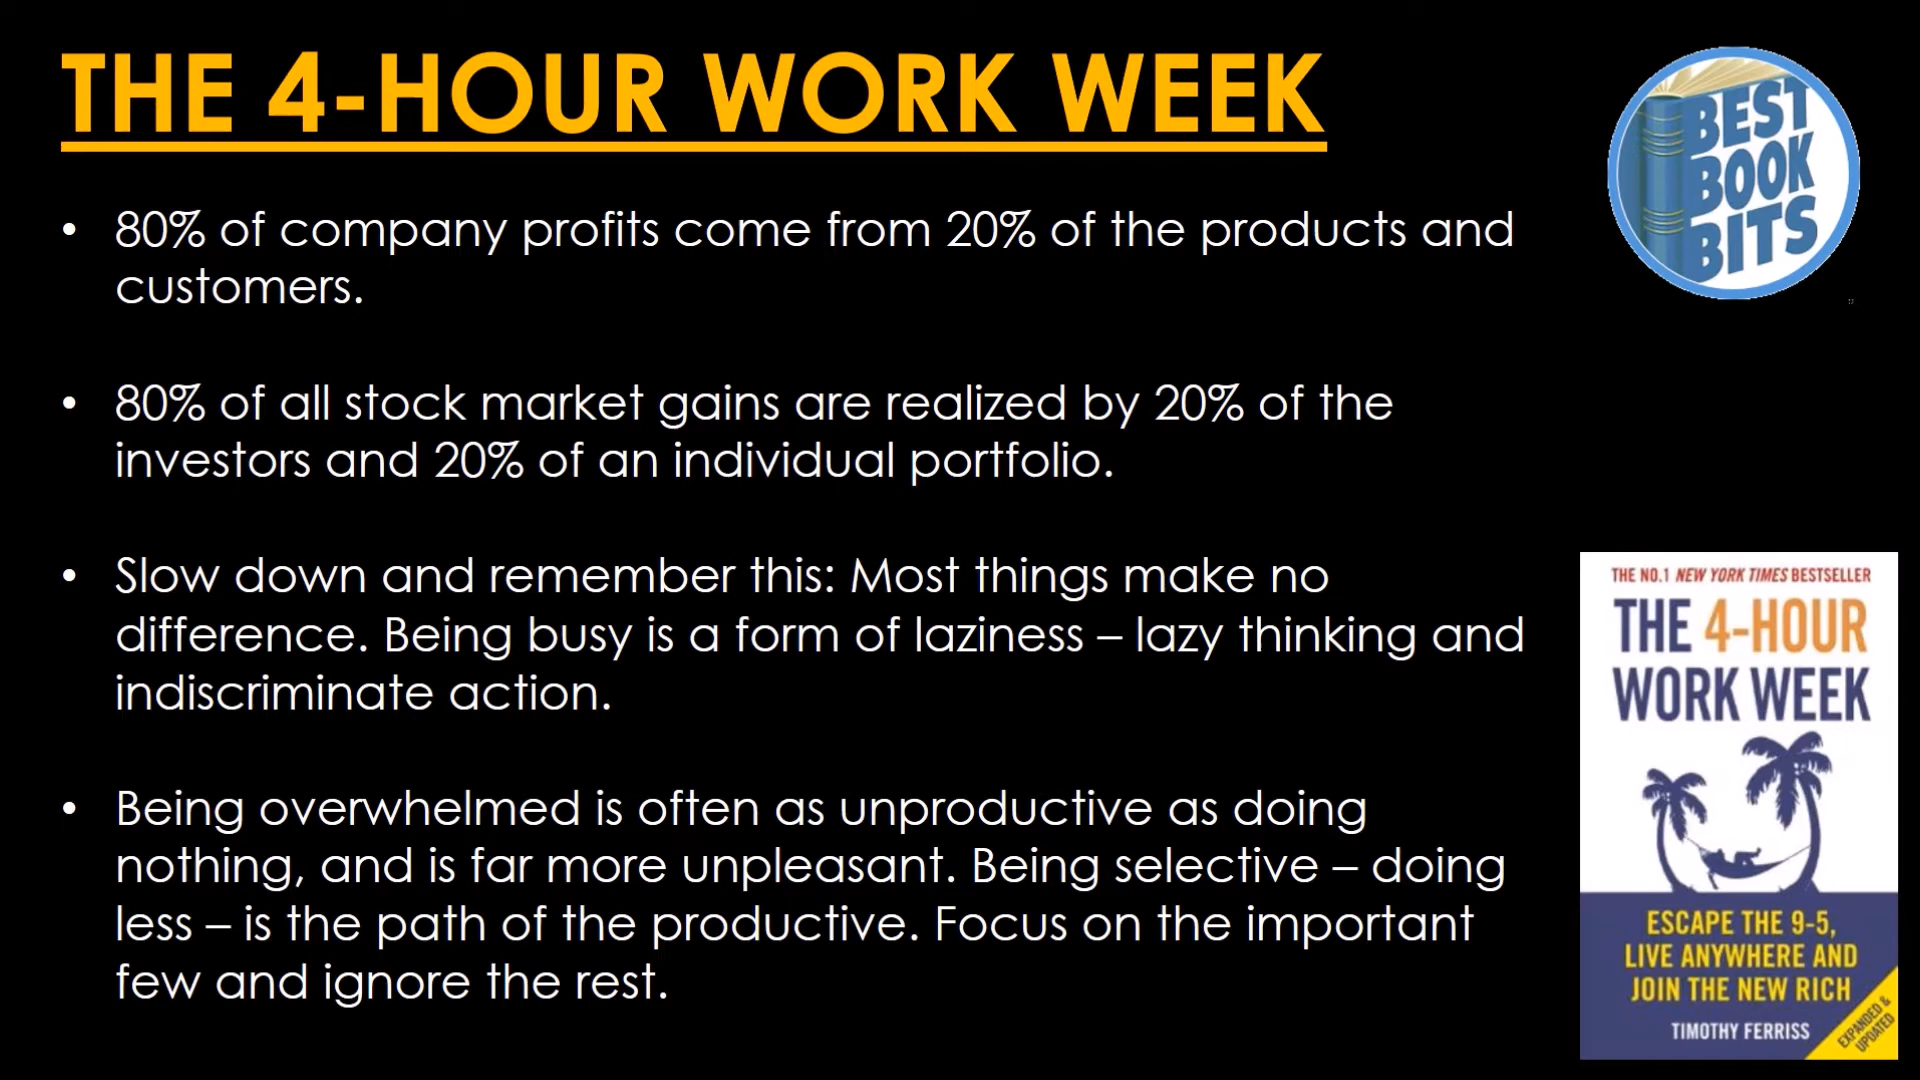 THE 4-HOUR WORK WEEK
BEST
BOOK
BITS
• 80% of company profits come from 20% of the products and
customers.
• 80% of all stock market gains are realized by 20% of the
investors and 20% of an individual portfolio.
• Slow down and remember this: Most things make no
difference. Being busy is a form of laziness – lazy thinking and
indiscriminate action.
• Being overwhelmed is often as unproductive as doing
nothing, and is far more unpleasant. Being selective – doing
less – is the path of the productive. Focus on the important
few and ignore the rest.
THE NO.1 NEW YORK TIMES BESTSELLER
THE 4-HOUR
WORK WEEK
ESCAPE THE 9-5,
LIVE ANYWHERE AND
JOIN THE NEW RICH
TIMOTHY FERRISS
EXPANDED &
UPDATED